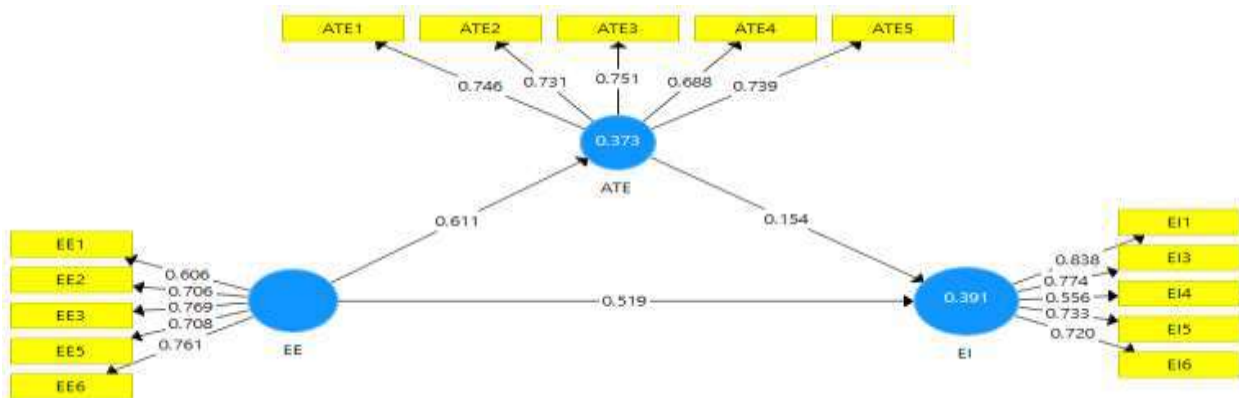 ATE1 ATE2 ATE3 ATE4 ATE5
0.746 0.731 0.751 0.688 0.739
0.373
ATE
0.611 0.154
EE1
EE2
EE3
EE5
EE6
0.606
0.706
0.769
0.708
0.761
EE
0.519
0.391
EI
0.838
0.774
0.556
0.733
0.720
EI1
EI3
EI4
EI5
EI6